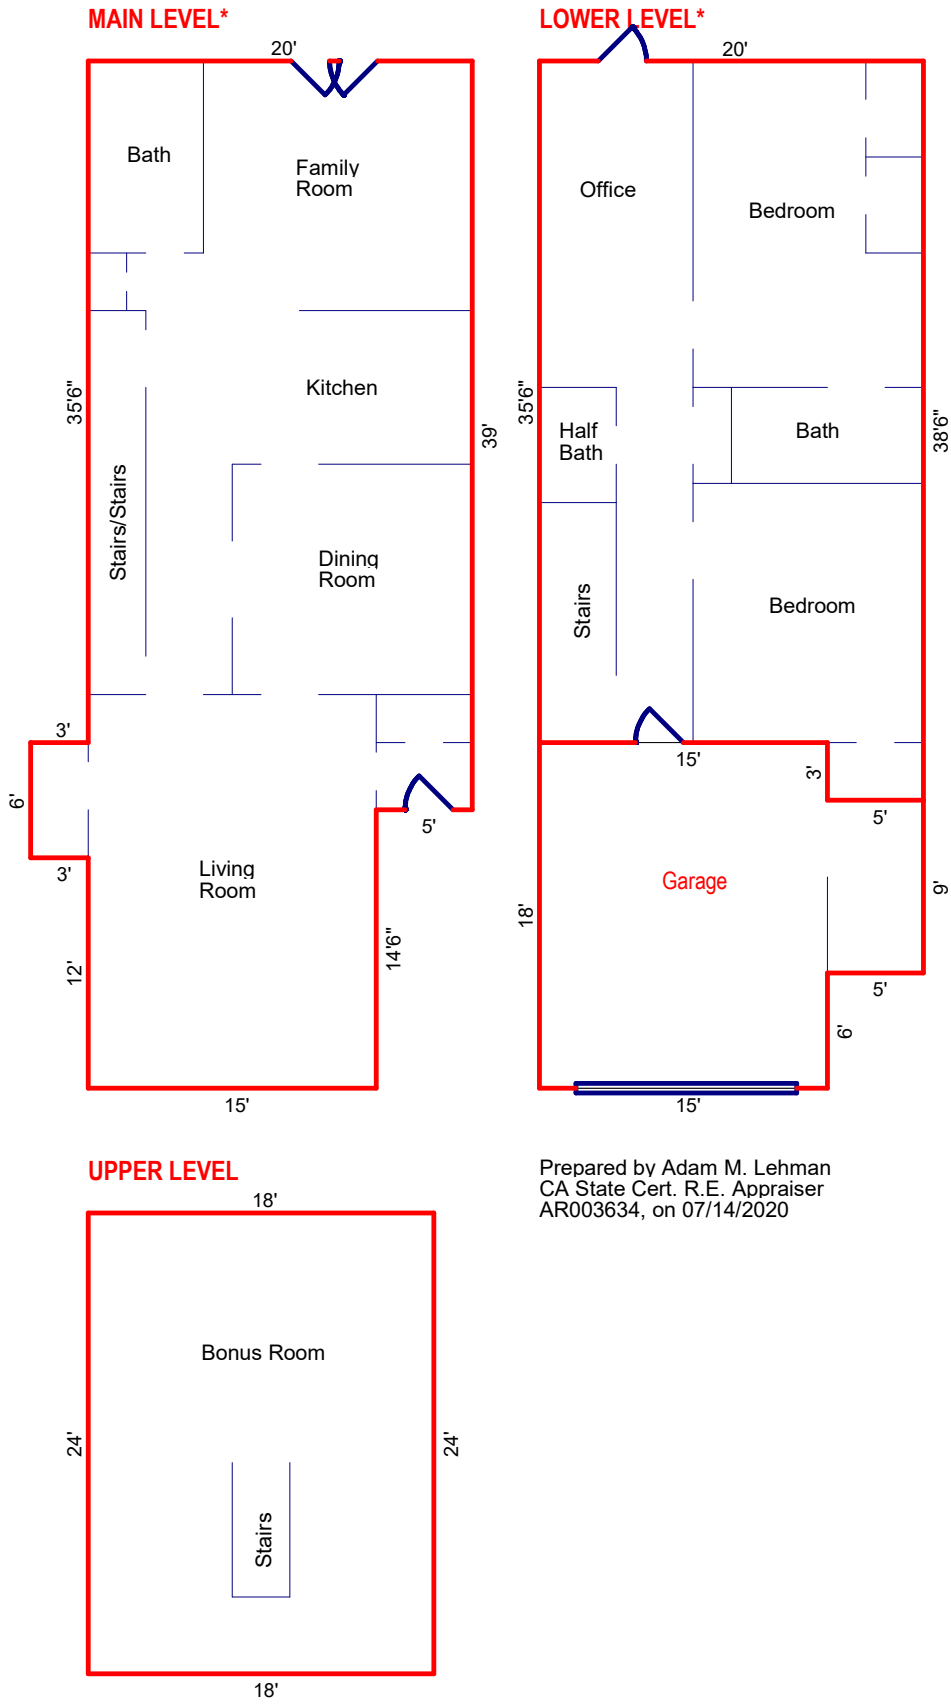 MAIN LEVEL*
20'
Bath
Family
Room
35'6"
Kitchen
39'
Stairs/Stairs
Dining
Room
3'
6'
3'
5'
Living
Room
12'
14'6"
15'
LOWER LEVEL*
20'
Office
Bedroom
35'6"
Half
Bath
Bath
38'6"
Stairs
Bedroom
15'
3'
5'
Garage
18'
9'
5'
6'
15'
UPPER LEVEL
18'
Bonus Room
24'
24'
Stairs
18'
Prepared by Adam M. Lehman
CA State Cert. R.E. Appraiser
AR003634, on 07/14/2020